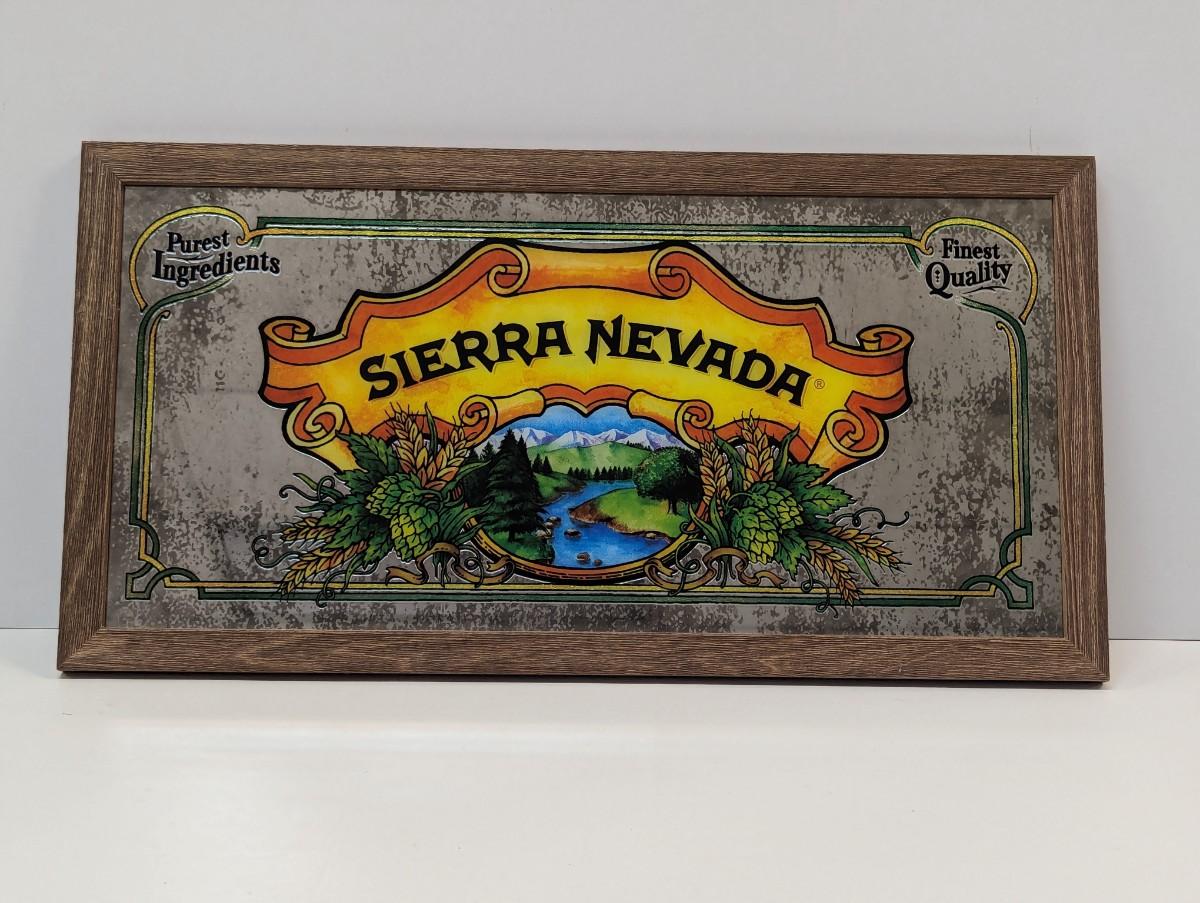 Purest
Ingredients
Finest
Quality
SIERRA NEVADA®